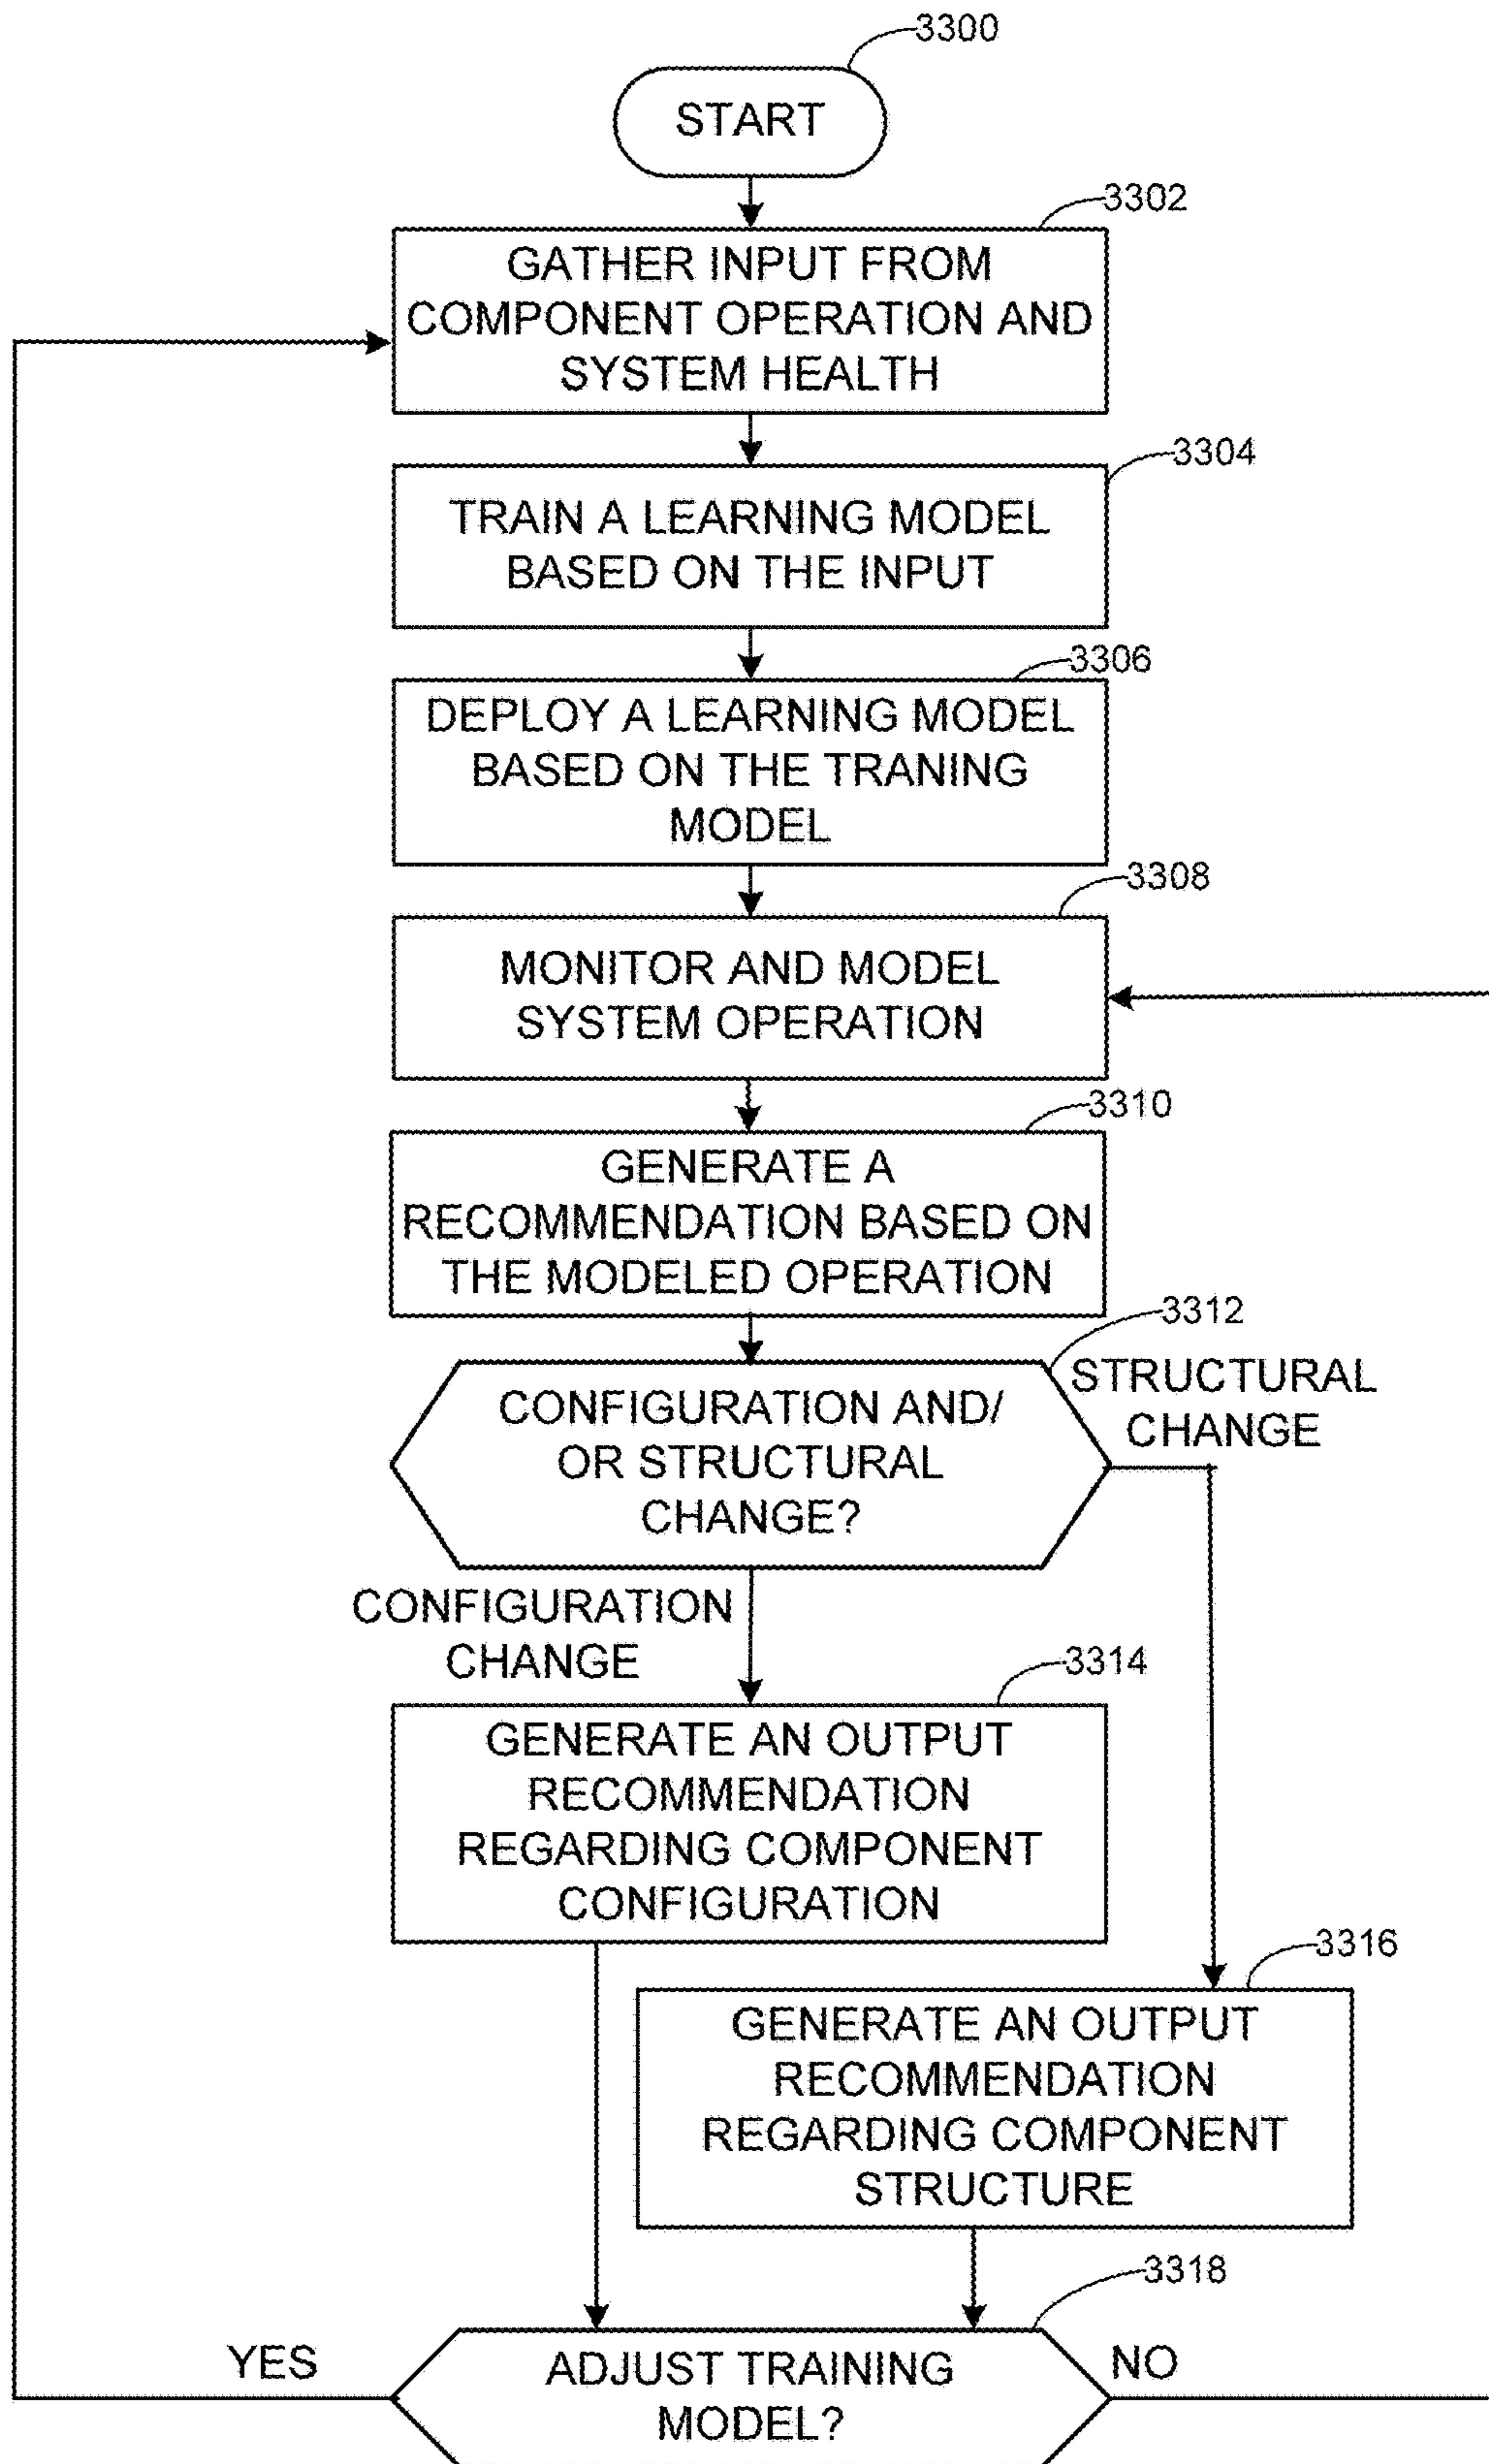 3300
START
3302
GATHER INPUT FROM
COMPONENT OPERATION AND
SYSTEM HEALTH
3304
TRAIN A LEARNING MODEL
BASED ON THE INPUT
3306
DEPLOY A LEARNING MODEL
BASED ON THE TRANING
MODEL
3308
MONITOR AND MODEL
SYSTEM OPERATION
3310
GENERATE A
RECOMMENDATION BASED ON
THE MODELED OPERATION
3312
CONFIGURATION AND/
OR STRUCTURAL
CHANGE?
STRUCTURAL
CHANGE
CONFIGURATION
CHANGE
3314
GENERATE AN OUTPUT
RECOMMENDATION
REGARDING COMPONENT
CONFIGURATION
3316
GENERATE AN OUTPUT
RECOMMENDATION
REGARDING COMPONENT
STRUCTURE
3318
YES
ADJUST TRAINING
MODEL?
NO